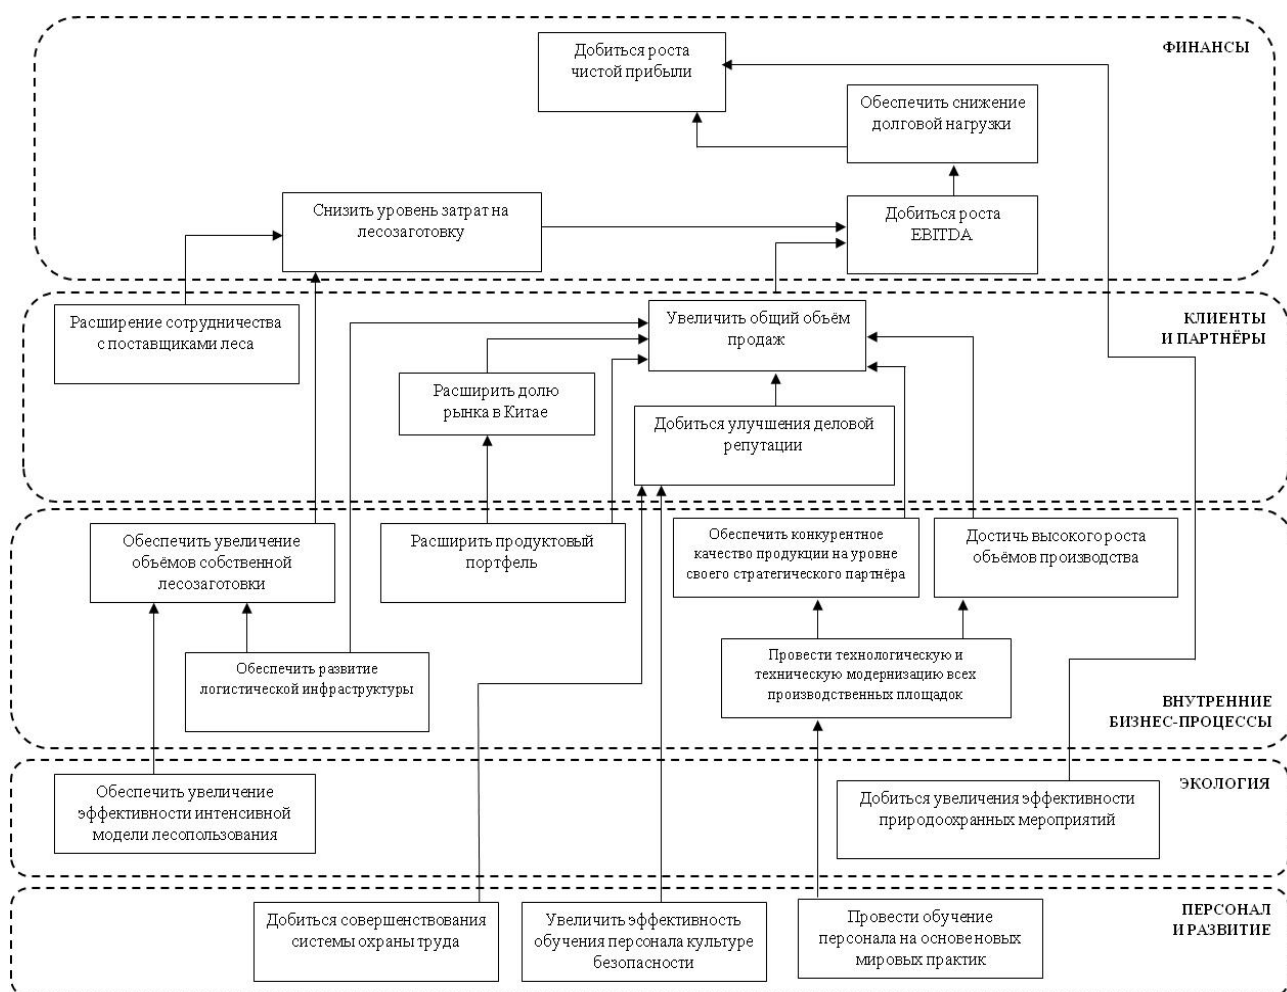 ФИНАНСЫ
Добиться роста
чистой прибыли
Обеспечить снижение
долговой нагрузки
Снизить уровень затрат на
лесозаготовку
Добиться роста
EBITDA
КЛИЕНТЫ
И ПАРТНЁРЫ
Расширение сотрудничества
с поставщиками леса
Увеличить общий объём
продаж
Расширить долю
рынка в Китае
Добиться улучшения деловой
репутации
Обеспечить увеличение
объёмов собственной
лесозаготовки
Расширить продуктовый
портфель
Обеспечить конкурентное
качество продукции на уровне
своего стратегического партнёра
Достичь высокого роста
объёмов производства
Обеспечить развитие
логистической инфраструктуры
Провести технологическую и
техническую модернизацию всех
производственных площадок
ВНУТРЕННИЕ
БИЗНЕС-ПРОЦЕССЫ
Обеспечить увеличение
эффективности интенсивной
модели лесопользования
Добиться увеличения эффективности
природоохранных мероприятий
ЭКОЛОГИЯ
Добиться совершенствования
системы охраны труда
Увеличить эффективность
обучения персонала культуре
безопасности
Провести обучение
персонала на основе новых
мировых практик
ПЕРСОНАЛ
И РАЗВИТИЕ